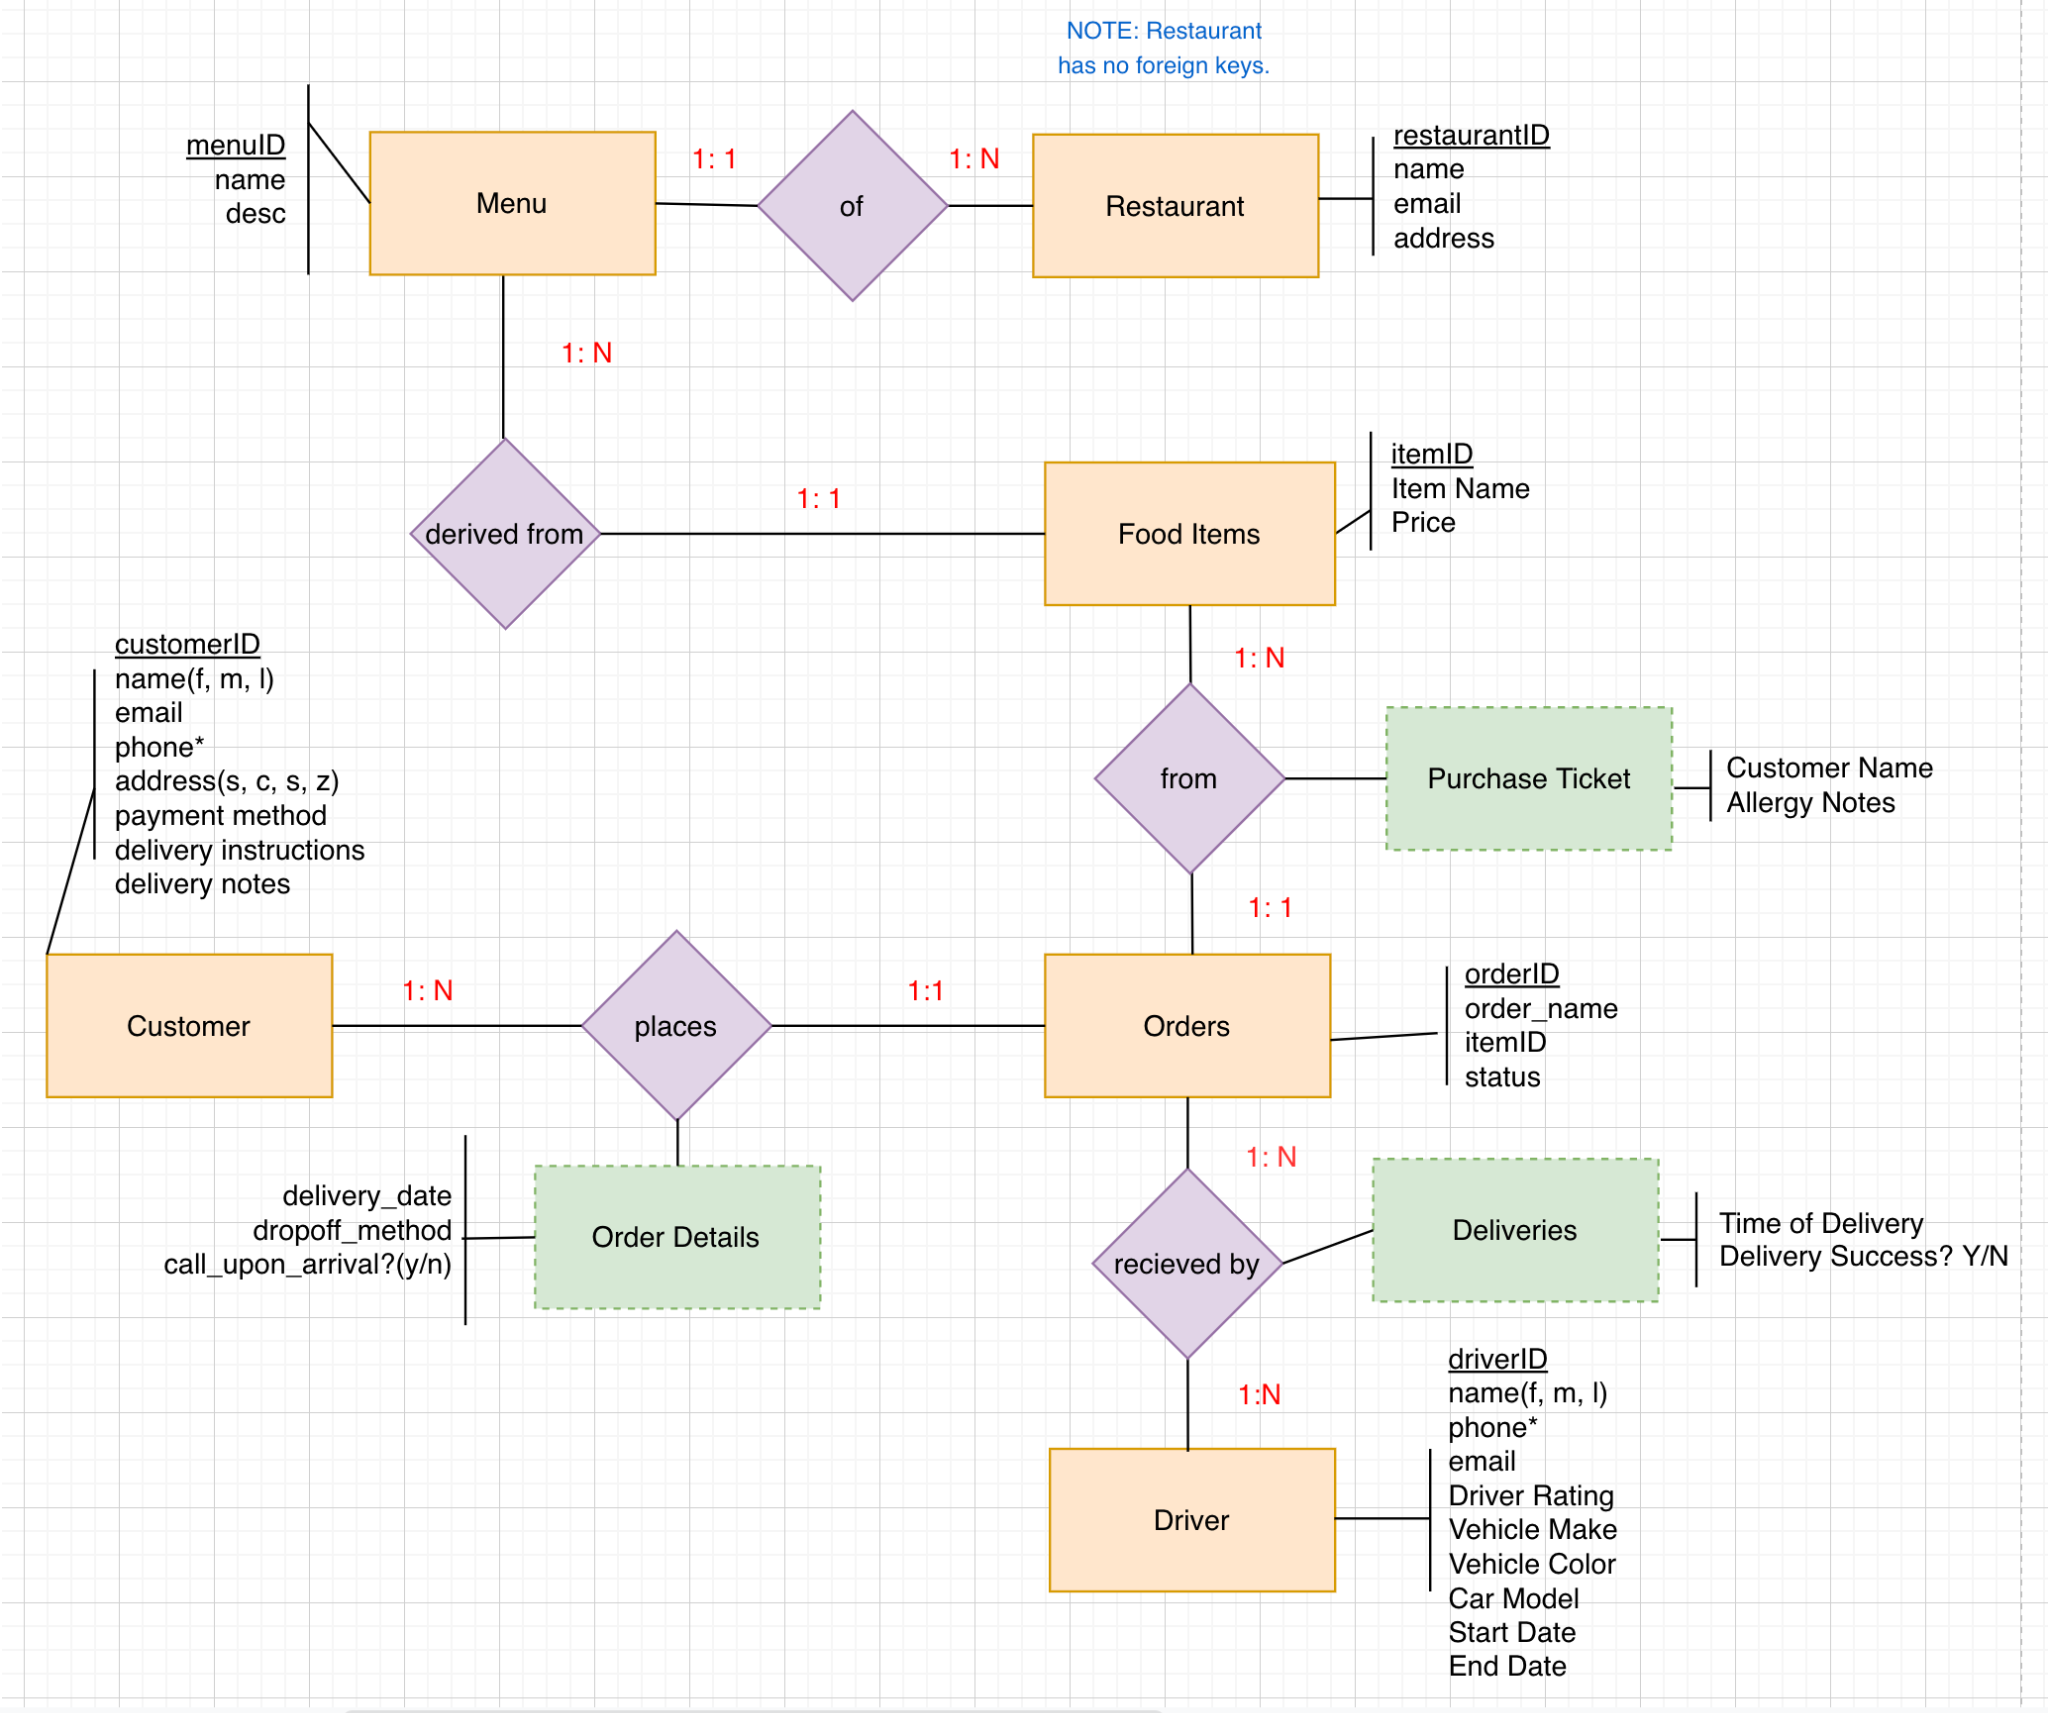 NOTE: Restaurant
has no foreign keys.
menuID
name
desc
Menu
1: 1
of
1: N
Restaurant
restaurantID
name
email
address
1: N
derived from
1: 1
Food Items
itemID
Item Name
Price
1: N
from
Purchase Ticket
Customer Name
Allergy Notes
1: 1
customerID
name(f, m, l)
email
phone*
address(s, c, s, z)
payment method
delivery instructions
delivery notes
Customer
1: N
places
1:1
Orders
orderID
order_name
itemID
status
delivery_date
dropoff_method
call_upon_arrival?(y/n)
Order Details
1: N
recieved by
Deliveries
Time of Delivery
Delivery Success? Y/N
1:N
Driver
driverID
name(f, m, l)
phone*
email
Driver Rating
Vehicle Make
Vehicle Color
Car Model
Start Date
End Date